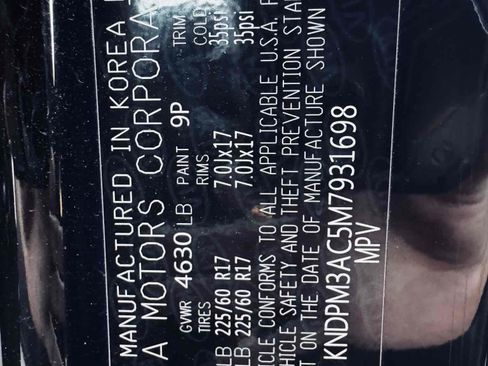 MANUFACTURED IN KOREA
A MOTORS CORPORA
GVWR 4630 LB PAINT 9P TRIM
TIRES RIMS COLD
LB 225/60 R17 7.0Jx17 35psi
LB 225/60 R17 7.0Jx17 35psi
ICLE CONFORMS TO ALL APPLICABLE U.S.A. F
HICLE SAFETY AND THEFT PREVENTION STA
T ON THE DATE OF MANUFACTURE SHOWN
KNDPM3AC5M7931698
MPV